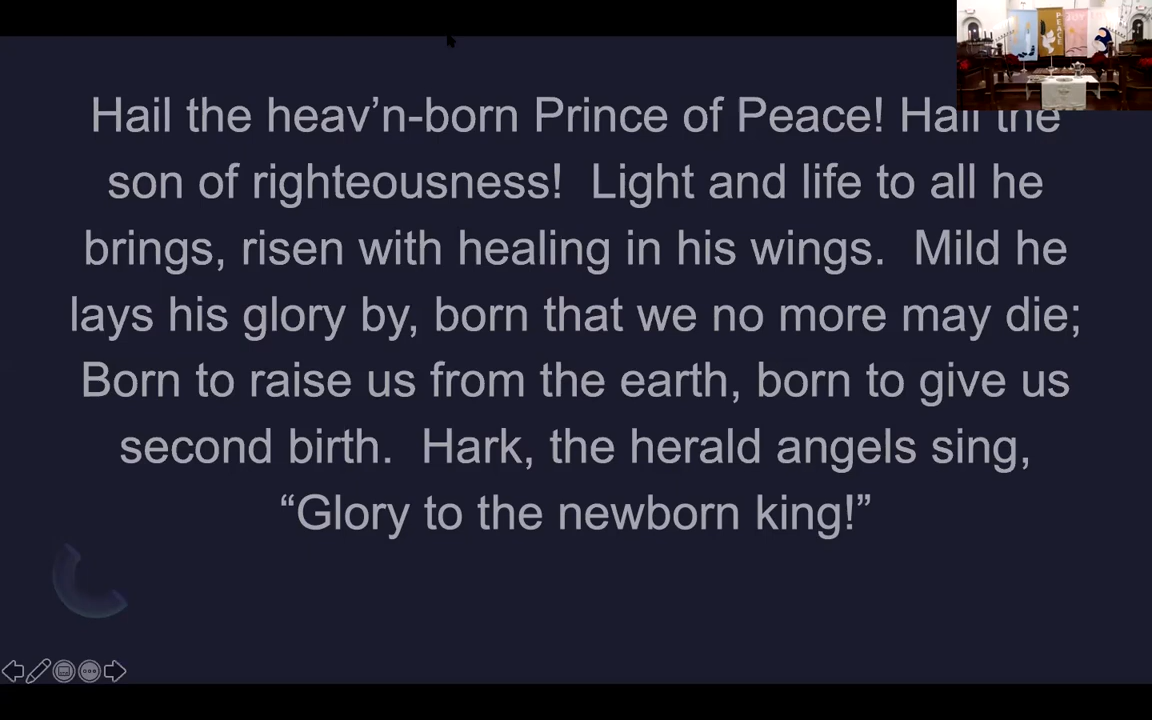 Hail the heav’n-born Prince of Peace! Hail the
son of righteousness!  Light and life to all he
brings, risen with healing in his wings.  Mild he
lays his glory by, born that we no more may die;
Born to raise us from the earth, born to give us
second birth.  Hark, the herald angels sing,
“Glory to the newborn king!”
PEACE
JOY